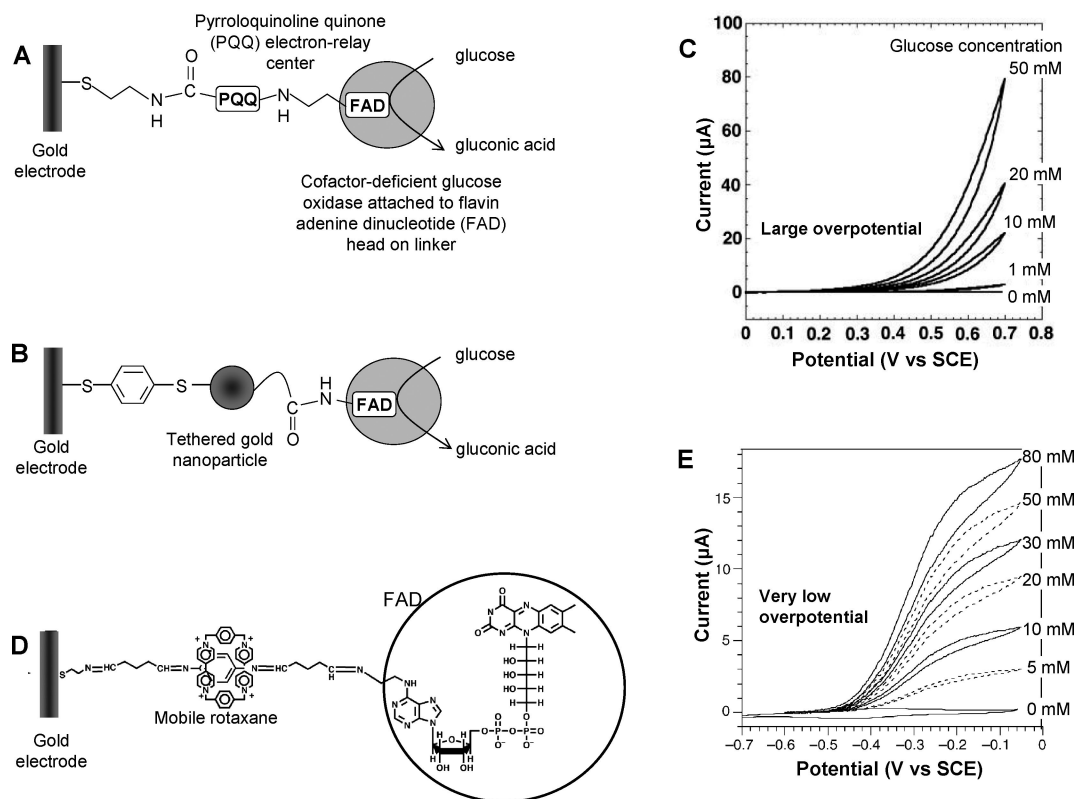 A
Pyrroloquinoline quinone
(PQQ) electron-relay
center
O
S
N
H
C
PQQ
N
H
FAD
glucose
gluconic acid
Gold
electrode
Cofactor-deficient glucose
oxidase attached to flavin
adenine dinucleotide (FAD)
head on linker
B
S
S
C
O
H
N
FAD
glucose
gluconic acid
Gold
electrode
Tethered gold
nanoparticle
C
Glucose concentration
100
80
60
40
20
0
Current (µA)
50 mM
20 mM
10 mM
1 mM
0 mM
Large overpotential
0 0.1 0.2 0.3 0.4 0.5 0.6 0.7 0.8
Potential (V vs SCE)
D
FAD
Mobile rotaxane
Gold
electrode
E
15
10
5
0
Current (µA)
80 mM
50 mM
30 mM
20 mM
10 mM
5 mM
0 mM
Very low
overpotential
–0.7 –0.6 –0.5 –0.4 –0.3 –0.2 –0.1 0
Potential (V vs SCE)